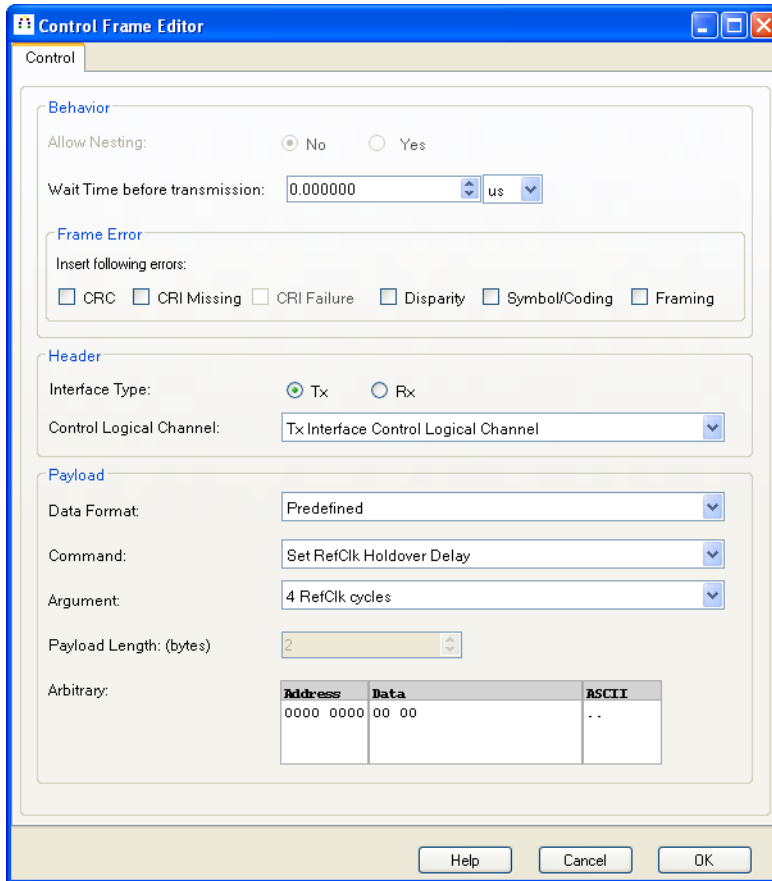 Control Frame Editor
Control
Behavior
Allow Nesting: No Yes
Wait Time before transmission: 0.000000 us
Frame Error
Insert following errors:
CRC CRI Missing CRI Failure Disparity Symbol/Coding Framing
Header
Interface Type: Tx Rx
Control Logical Channel: Tx Interface Control Logical Channel
Payload
Data Format: Predefined
Command: Set RefClk Holdover Delay
Argument: 4 RefClk cycles
Payload Length: (bytes) 2
Arbitrary: Address Data ASCII
0000 0000 00 00 ..
Help Cancel OK